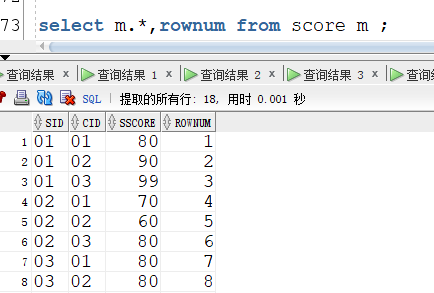 73 select m.*,rownum from score m ;
查询结果 × 查询结果 1 × 查询结果 2 × 查询结果 3 ×
SQL | 提取的所有行: 18, 用时 0.001 秒
SID CID SSCORE ROWNUM
1 01 01 80 1
2 01 02 90 2
3 01 03 99 3
4 02 01 70 4
5 02 02 60 5
6 02 03 80 6
7 03 01 80 7
8 03 02 80 8